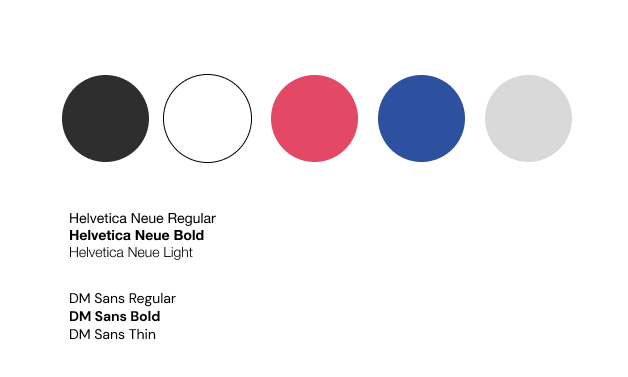 Helvetica Neue Regular
Helvetica Neue Bold
Helvetica Neue Light
DM Sans Regular
DM Sans Bold
DM Sans Thin